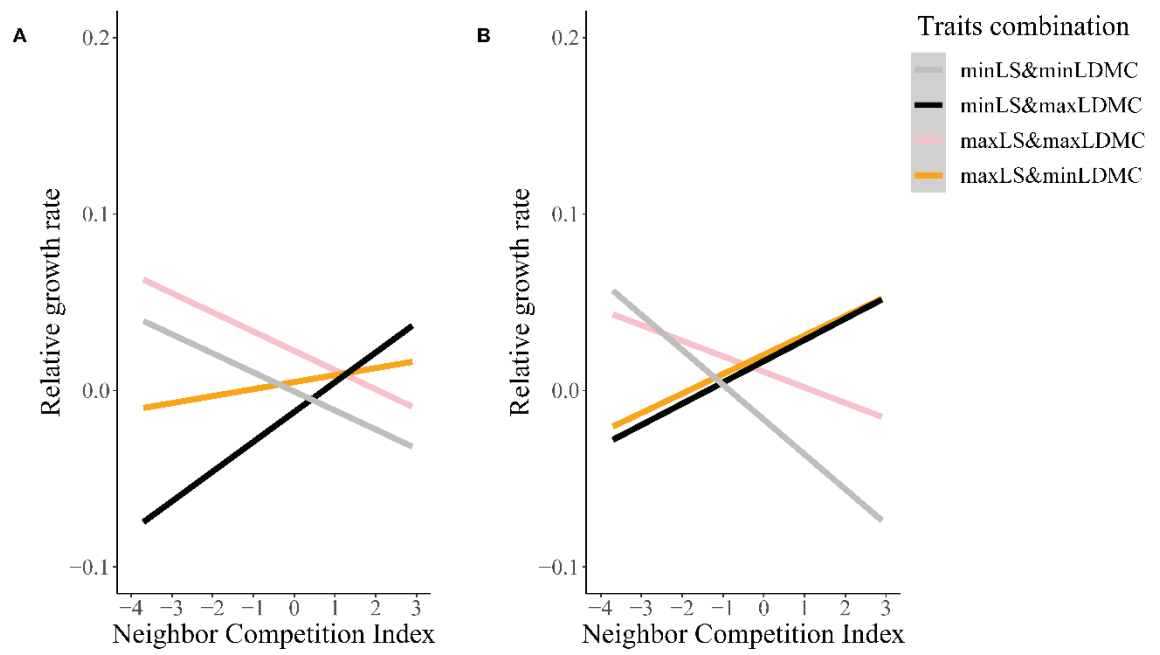 A
0.2
0.1
0.0
−0.1
Relative growth rate
−4 −3 −2 −1 0 1 2 3
Neighbor Competition Index
B
0.2
0.1
0.0
−0.1
Relative growth rate
−4 −3 −2 −1 0 1 2 3
Neighbor Competition Index
Traits combination
minLS&minLDMC
minLS&maxLDMC
maxLS&maxLDMC
maxLS&minLDMC